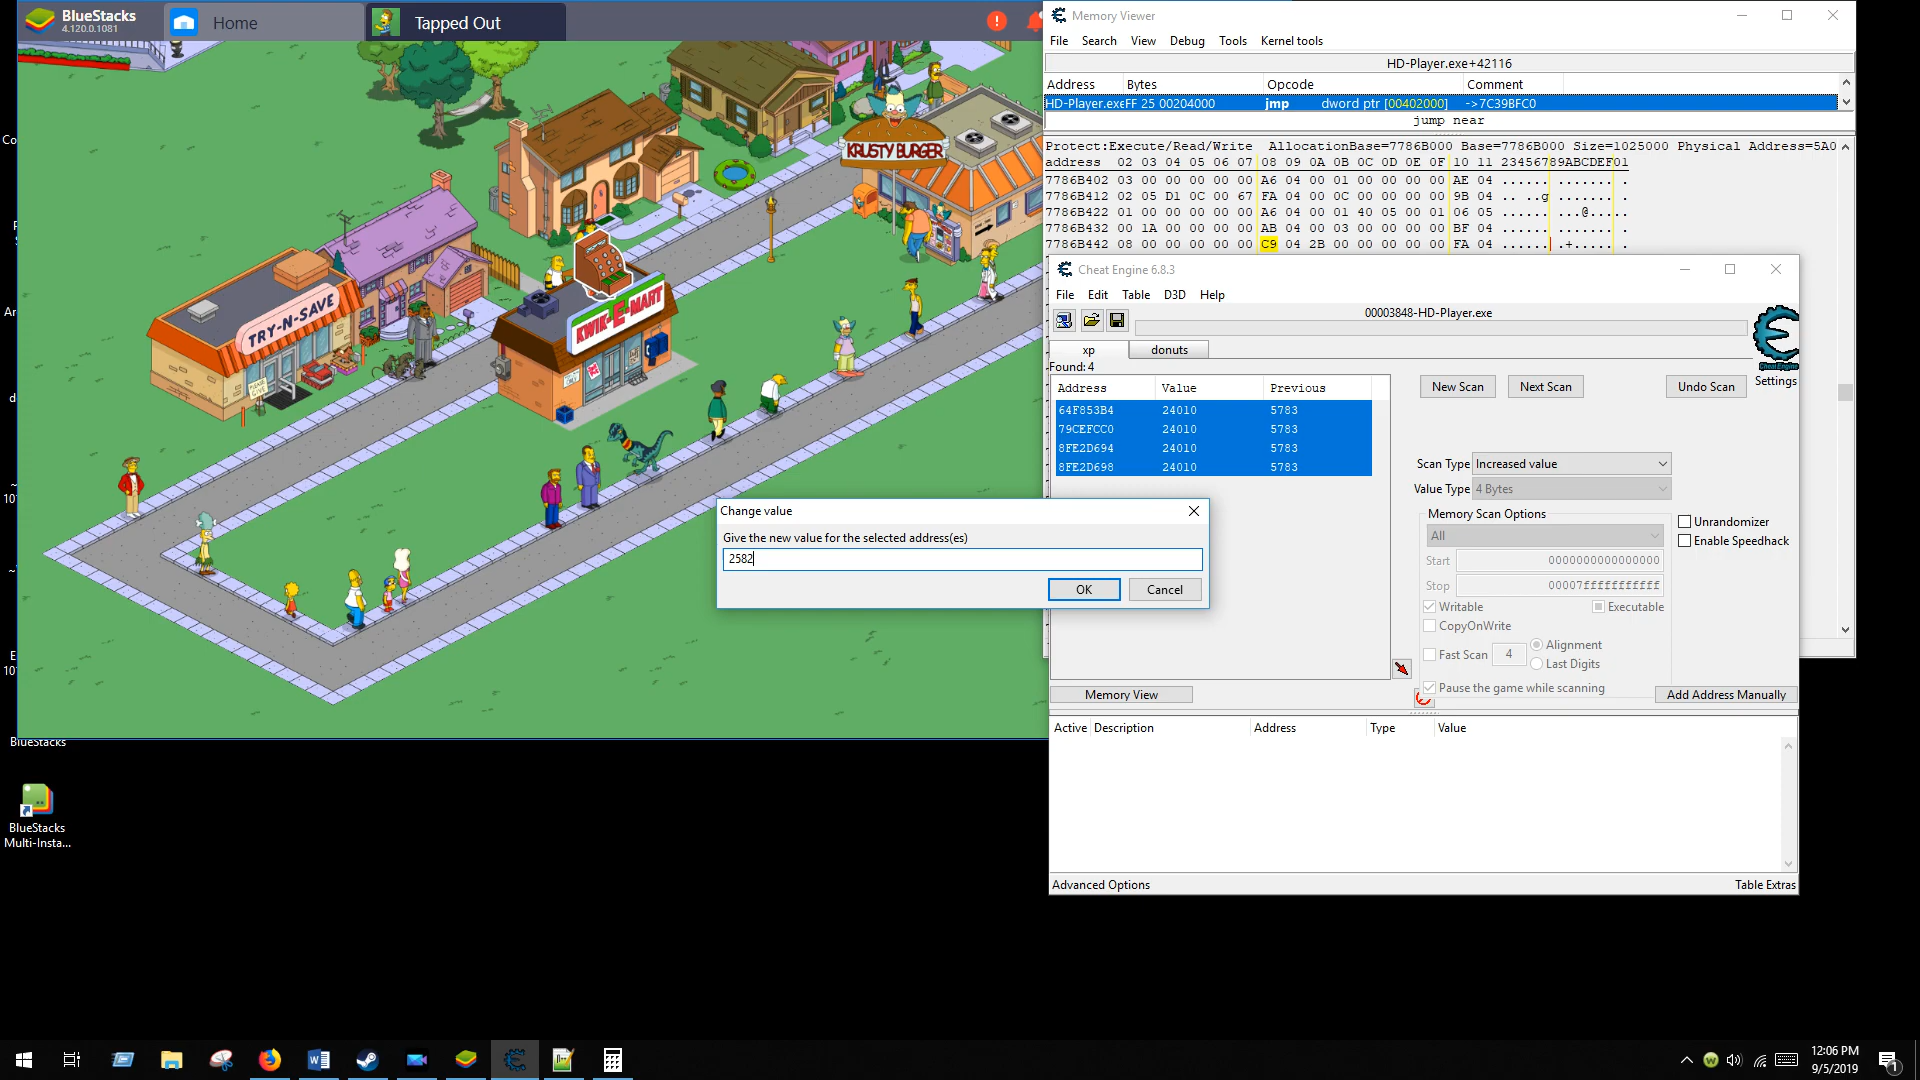 BlueStacks
4.120.0.1081
Home
Tapped Out
KRUSTY BURGER
TRY-N-SAVE
KWIK-E-MART
Memory Viewer
File Search View Debug Tools Kernel tools
HD-Player.exe+42116
Address Bytes Opcode Comment
HD-Player.exe FF 25 00204000 jmp dword ptr [00402000] ->7C39BFC0
jump near
Protect:Execute/Read/Write AllocationBase=7786B000 Base=7786B000 Size=1025000 Physical Address=5A0
address 02 03 04 05 06 07 08 09 0A 0B 0C 0D 0E 0F 10 11 23456789ABCDEF01
7786B402 03 00 00 00 00 00 A6 04 00 01 00 00 00 00 AE 04 ...... ....... .
7786B412 02 05 D1 0C 00 67 FA 04 00 0C 00 00 00 00 9B 04 .. ..g ....... .
7786B422 01 00 00 00 00 00 A6 04 00 01 40 05 00 01 06 05 ...... ...@.....
7786B432 00 1A 00 00 00 00 AB 04 00 03 00 00 00 00 BF 04 ...... ....... .
7786B442 08 00 00 00 00 00 C9 04 2B 00 00 00 00 00 FA 04 ...... .+..... .
Cheat Engine 6.8.3
File Edit Table D3D Help
00003848-HD-Player.exe
xp donuts
Found: 4
Address Value Previous
64F853B4 24010 5783
79CEFCC0 24010 5783
8FE2D694 24010 5783
8FE2D698 24010 5783
New Scan Next Scan Undo Scan
Cheat Engine
Settings
Scan Type Increased value
Value Type 4 Bytes
Memory Scan Options
All
Start 0000000000000000
Stop 00007fffffffffff
Writable Executable
CopyOnWrite
Fast Scan 4 Alignment
Last Digits
Pause the game while scanning
Unrandomizer
Enable Speedhack
Change value
Give the new value for the selected address(es)
2582
OK Cancel
Memory View
Add Address Manually
Active Description Address Type Value
Advanced Options Table Extras
Co
Ar
d
~
10
~
E
10
BlueStacks
BlueStacks
Multi-Insta...
12:06 PM
9/5/2019
1